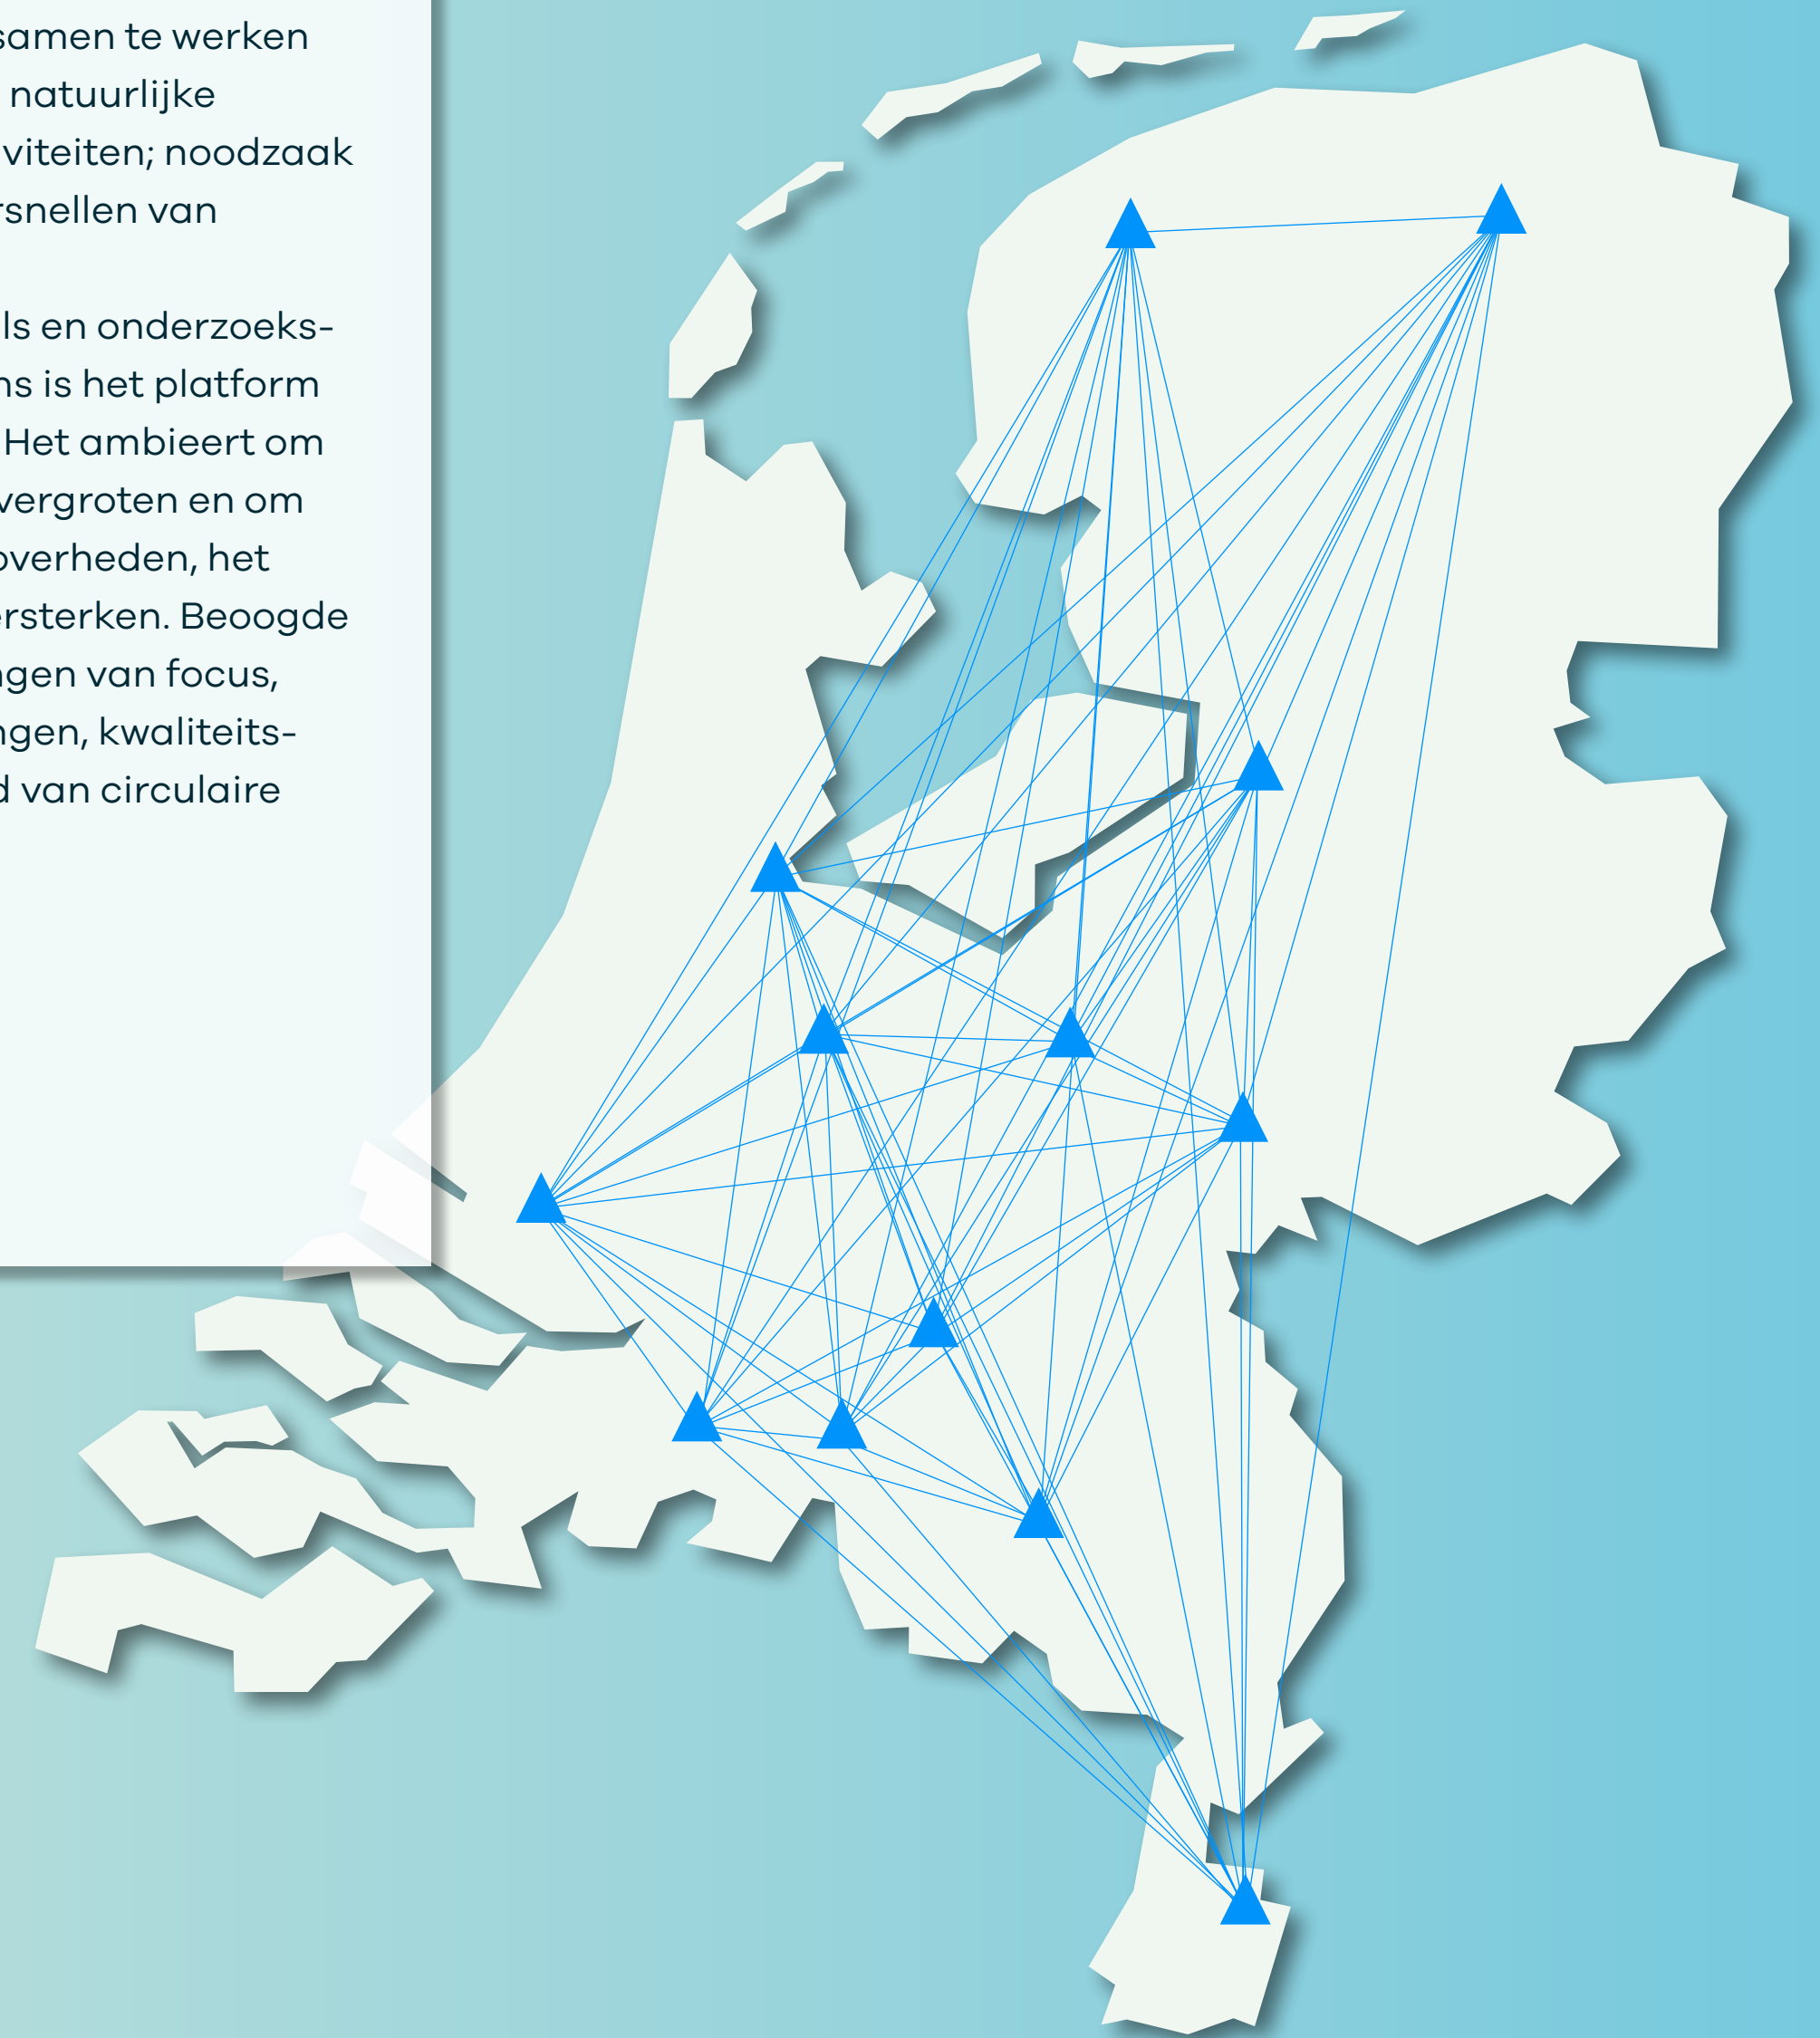 samen te werken
natuurlijke
viteiten; noodzaak
rsnellen van
ls en onderzoeks-
ns is het platform
Het ambieert om
vergroten en om
overheden, het
ersterken. Beoogde
ngen van focus,
ngen, kwaliteits-
d van circulaire